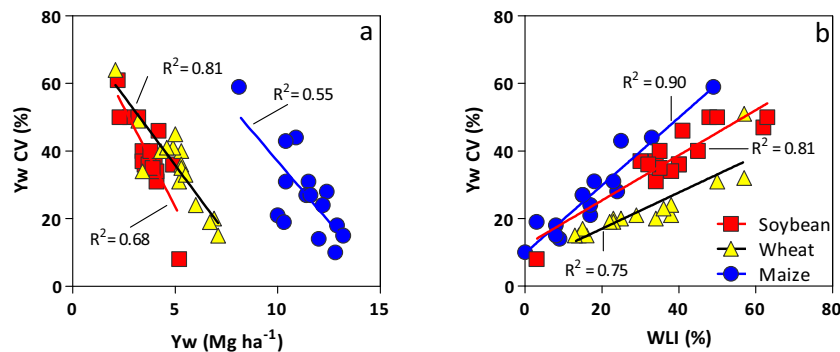 a
80
60
40
20
0
Yw CV (%)
R² = 0.81
R² = 0.55
R² = 0.68
0 5 10 15
Yw (Mg ha⁻¹)
b
80
60
40
20
0
Yw CV (%)
R² = 0.90
R² = 0.81
R² = 0.75
Soybean
Wheat
Maize
0 20 40 60 80
WLI (%)